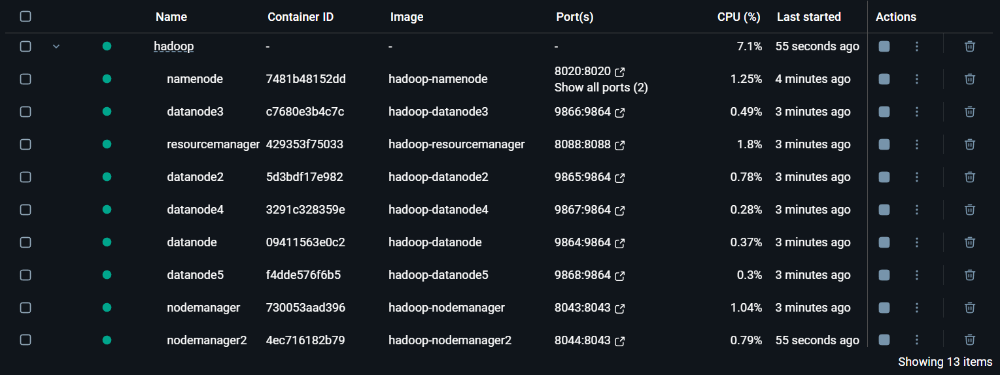 Name Container ID Image Port(s) CPU (%) Last started Actions
hadoop - - - 7.1% 55 seconds ago
namenode 7481b48152dd hadoop-namenode 8020:8020 1.25% 4 minutes ago
Show all ports (2)
datanode3 c7680e3b4c7c hadoop-datanode3 9866:9864 0.49% 3 minutes ago
resourcemanager 429353f75033 hadoop-resourcemanager 8088:8088 1.8% 3 minutes ago
datanode2 5d3bdf17e982 hadoop-datanode2 9865:9864 0.78% 3 minutes ago
datanode4 3291c328359e hadoop-datanode4 9867:9864 0.28% 3 minutes ago
datanode 09411563e0c2 hadoop-datanode 9864:9864 0.37% 3 minutes ago
datanode5 f4dde576f6b5 hadoop-datanode5 9868:9864 0.3% 3 minutes ago
nodemanager 730053aad396 hadoop-nodemanager 8043:8043 1.04% 3 minutes ago
nodemanager2 4ec716182b79 hadoop-nodemanager2 8044:8043 0.79% 55 seconds ago
Showing 13 items